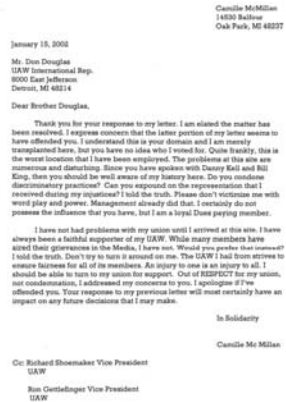 Camille McMillan
14530 Balfour
Oak Park, MI 48237
January 15, 2002
Mr. Don Douglas
UAW International Rep.
8000 East Jefferson
Detroit, MI 48214
Dear Brother Douglas,
Thank you for your response to my letter. I am elated the matter has
been resolved. I express concern that the latter portion of my letter seems to
have offended you. I understand this is your domain and I am merely
transplanted here, but you have no idea who I voted for. Quite frankly, this is
the worst location that I have been employed. The problems at this site are
numerous and disturbing. Since you have spoken with Danny Kell and Bill
King, then you should be well aware of my history here. Do you condone
discriminatory practices? Can you expound on the representation that I
received during my injustices? I told the truth. Please don't victimize me with
word play and power. Management already did that. I certainly do not
possess the influence that you have, but I am a loyal Dues paying member.
I have not had problems with my union until I arrived at this site. I have
always been a faithful supporter of my UAW. While many members have
aired their grievances in the Media, I have not. Would you prefer that instead?
I told the truth. Don't try to turn it around on me. The UAW I hail from strives to
ensure fairness for all of its members. An injury to one is an injury to all. I
should be able to turn to my union for support. Out of RESPECT for my union,
not condemnation, I addressed my concerns to you. I apologize if I've
offended you. Your response to my previous letter will most certainly have an
impact on any future decisions that I may make.
In Solidarity
Camille Mc Millan
Cc: Richard Shoemaker Vice President
UAW
Ron Gettlefinger Vice President
UAW